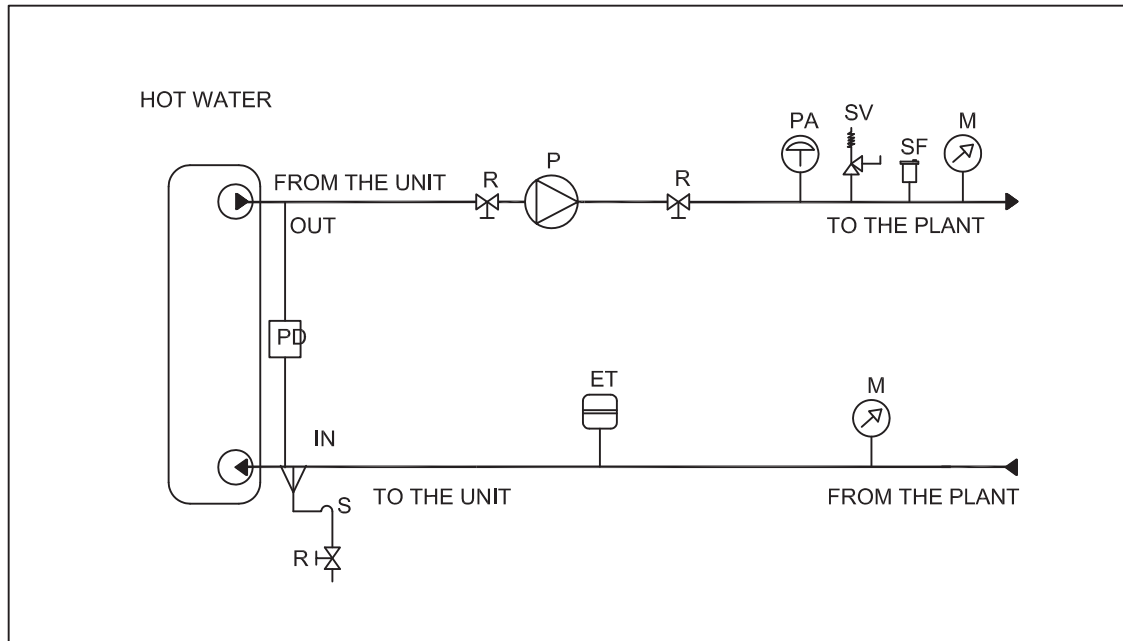 HOT WATER
PA
SV
SF
M
P
FROM THE UNIT
R
R
OUT
TO THE PLANT
PD
ET
M
IN
TO THE UNIT
FROM THE PLANT
S
R